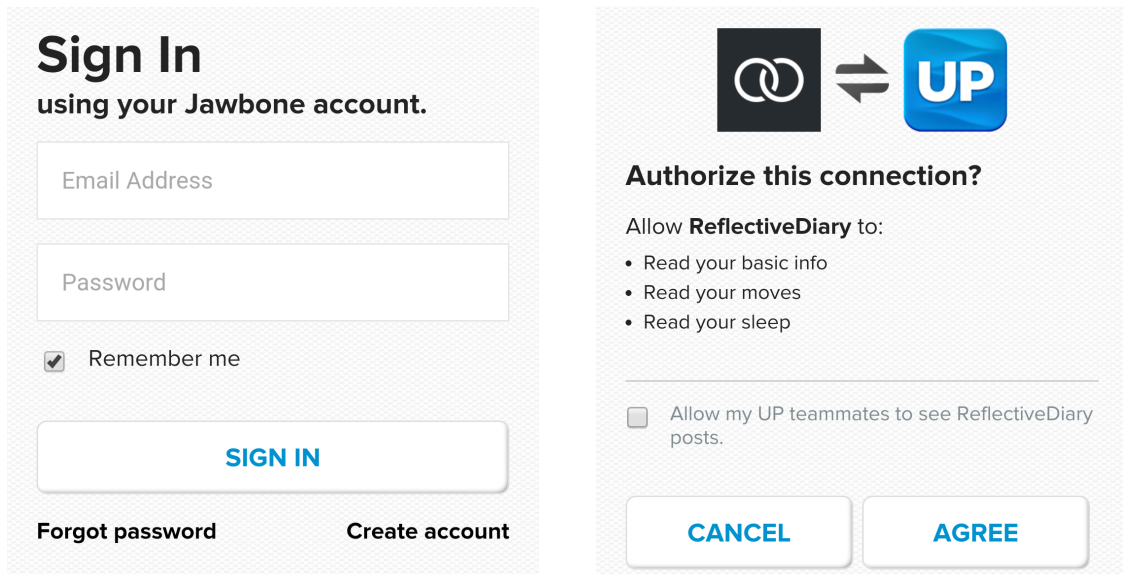 Sign In
using your Jawbone account.
Email Address
Password
Remember me
SIGN IN
Forgot password
Create account
UP
Authorize this connection?
Allow ReflectiveDiary to:
• Read your basic info
• Read your moves
• Read your sleep
Allow my UP teammates to see ReflectiveDiary
posts.
CANCEL
AGREE